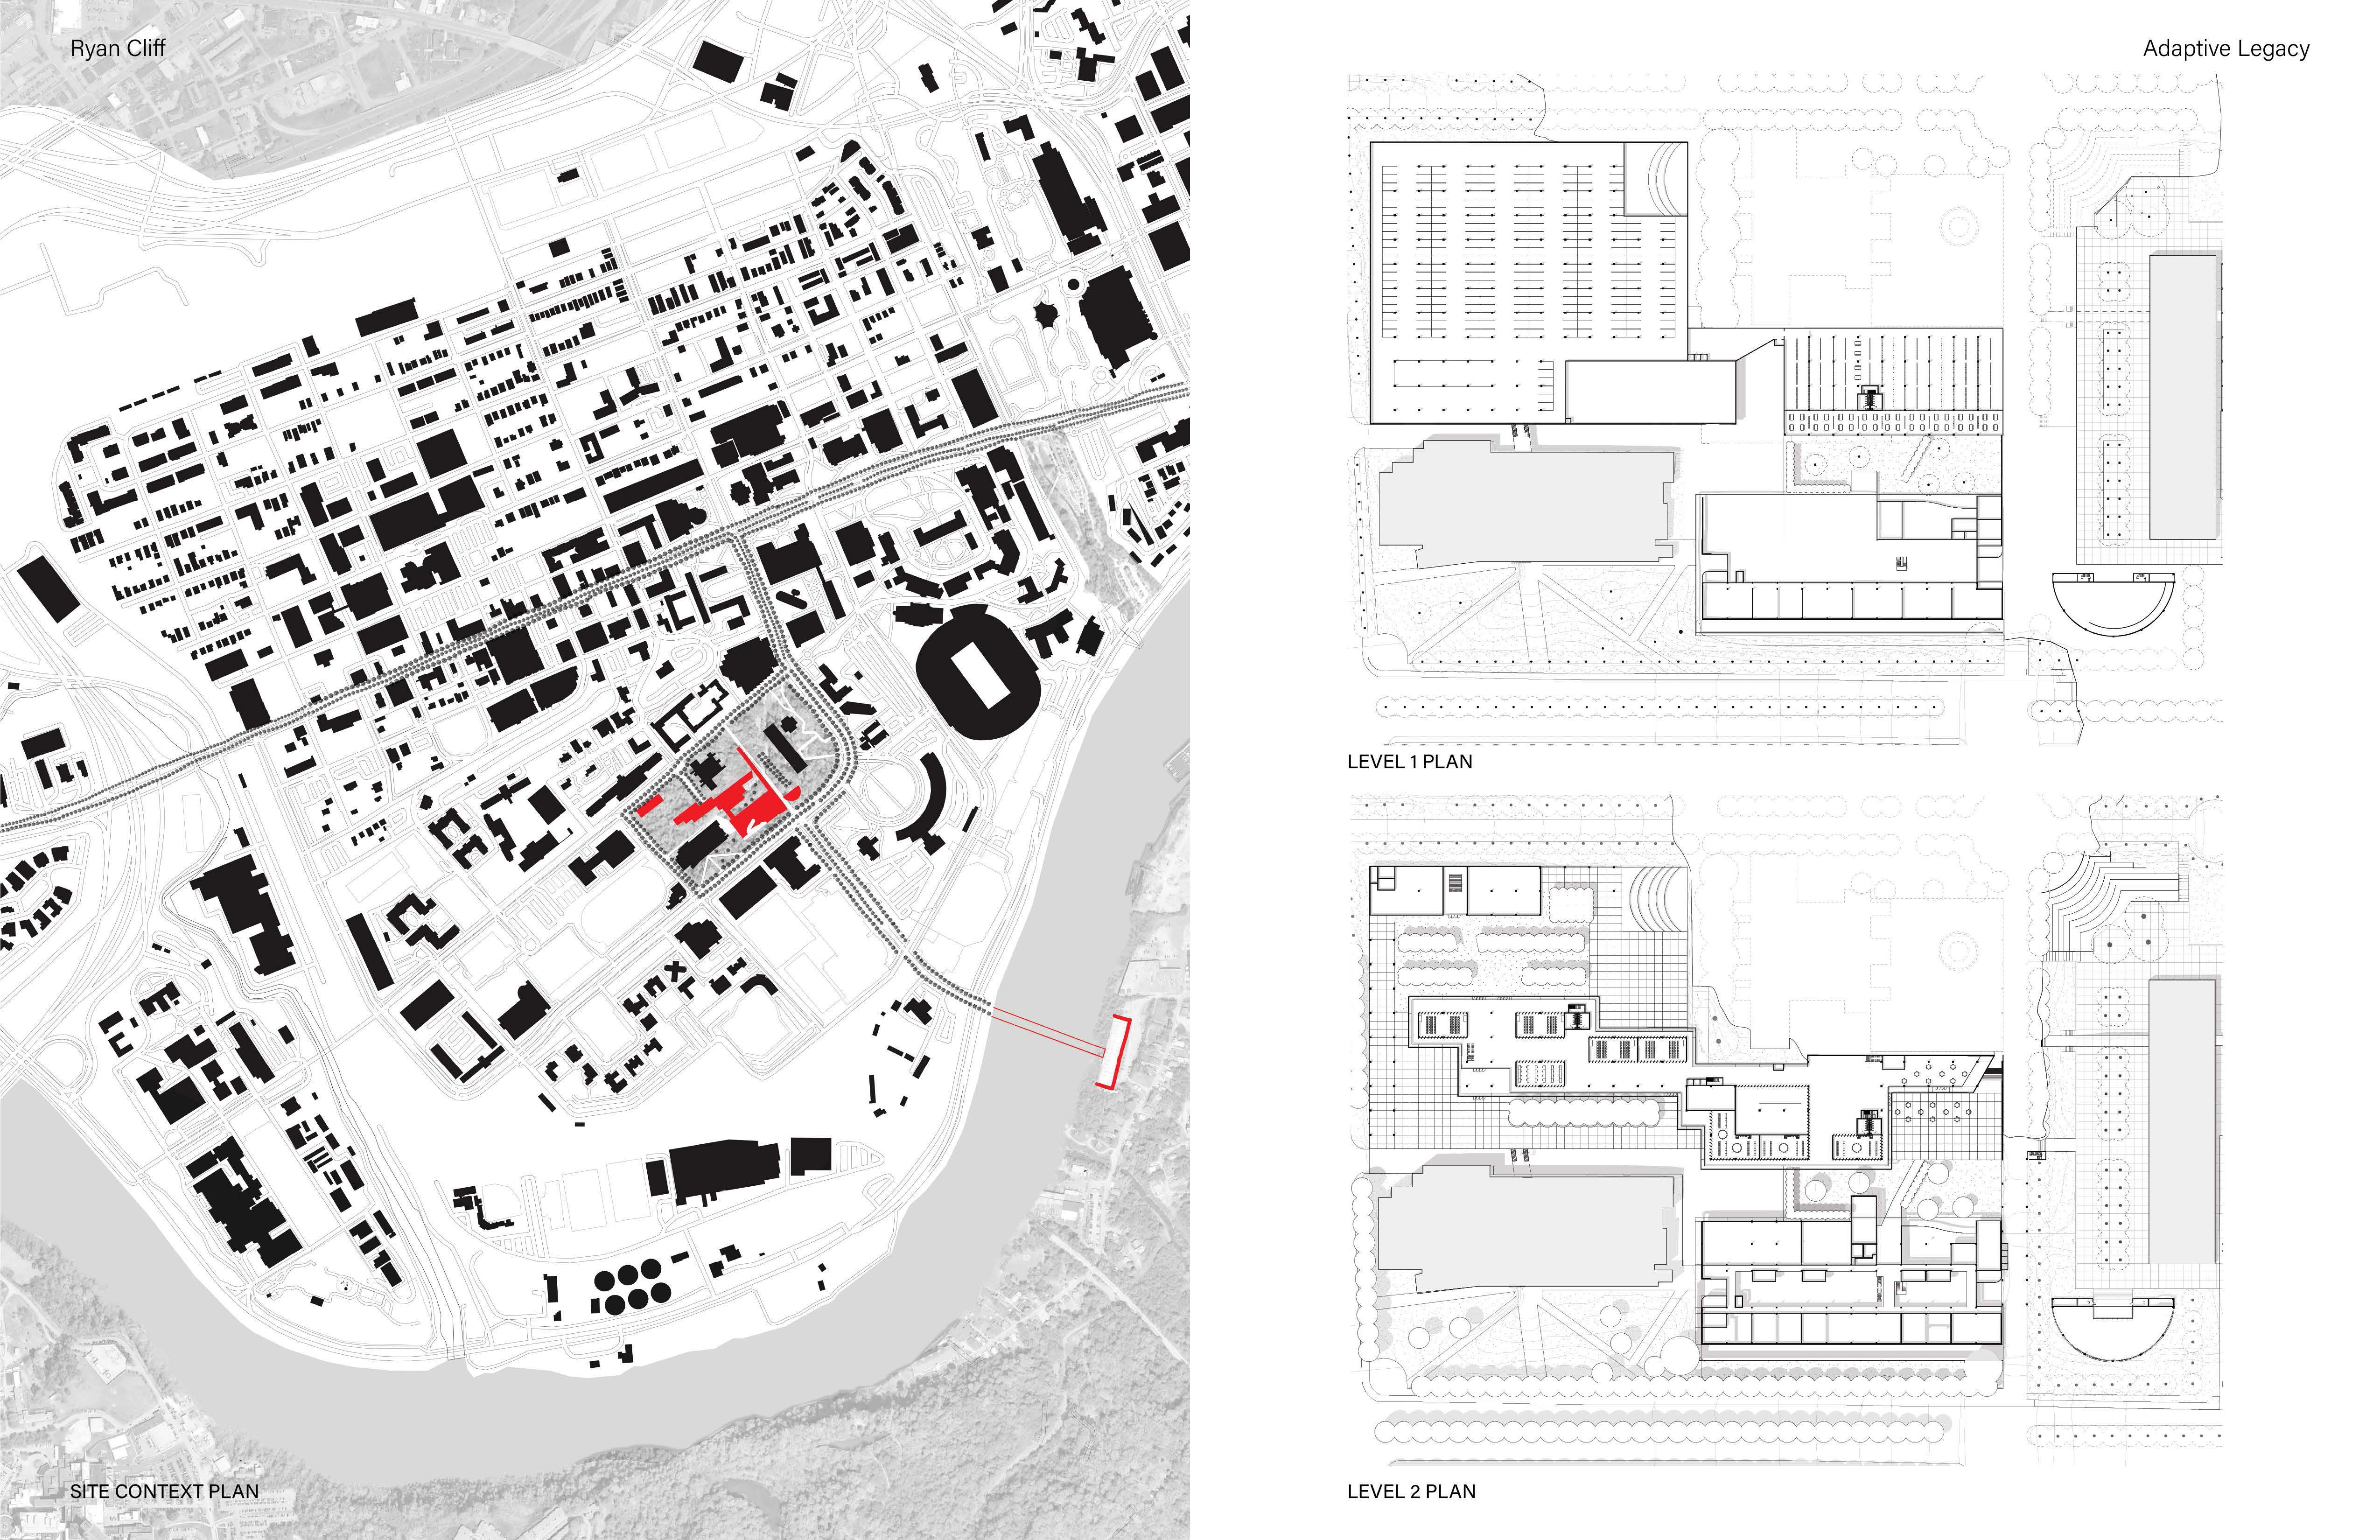 Ryan Cliff
Adaptive Legacy
LEVEL 1 PLAN
SITE CONTEXT PLAN
LEVEL 2 PLAN